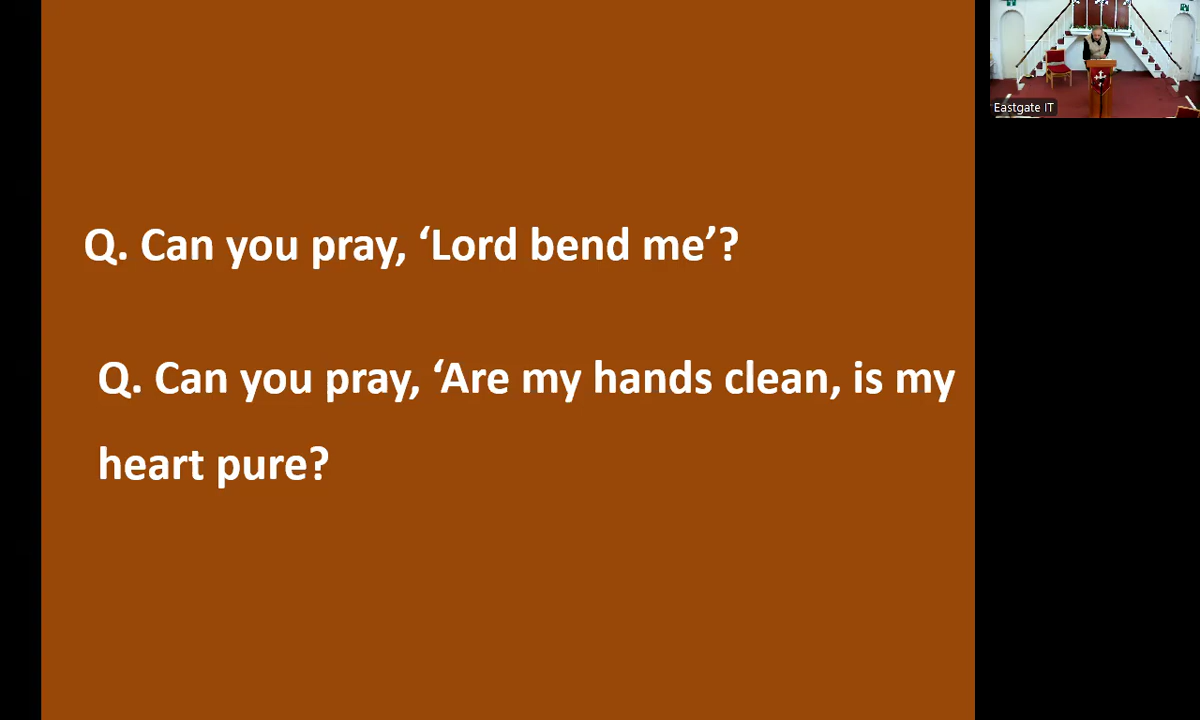 Q. Can you pray, ‘Lord bend me’?
Q. Can you pray, ‘Are my hands clean, is my
heart pure?
Eastgate IT